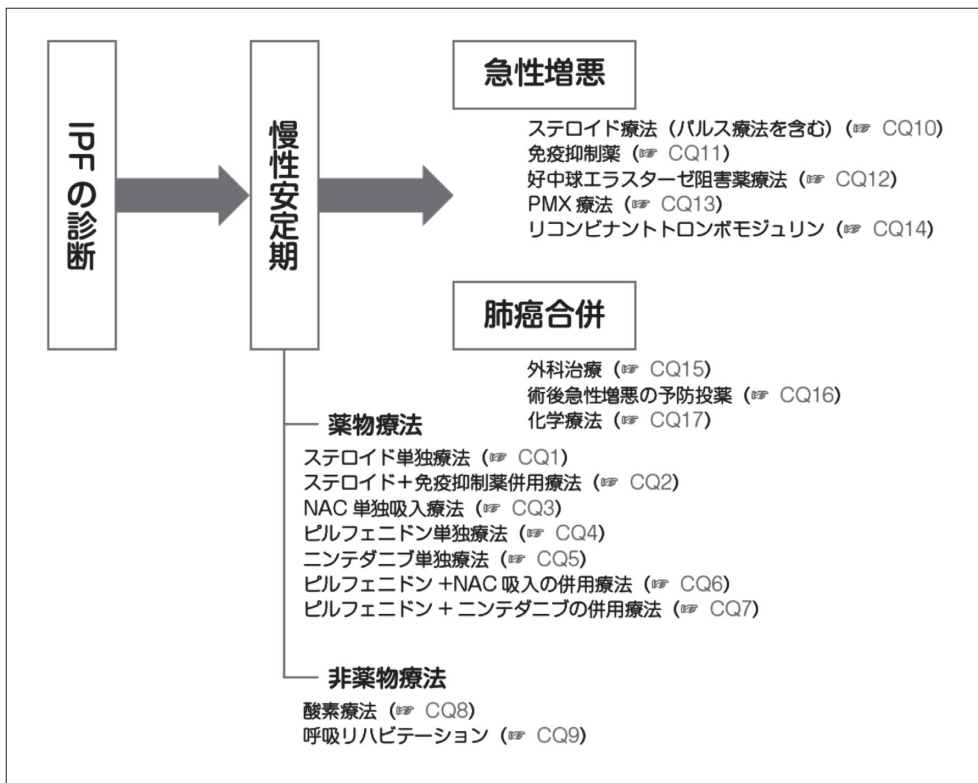 IPFの診断
慢性安定期
急性増悪
ステロイド療法（パルス療法を含む）（☞ CQ10）
免疫抑制薬（☞ CQ11）
好中球エラスターゼ阻害薬療法（☞ CQ12）
PMX 療法（☞ CQ13）
リコンビナントトロンボモジュリン（☞ CQ14）
肺癌合併
外科治療（☞ CQ15）
術後急性増悪の予防投薬（☞ CQ16）
化学療法（☞ CQ17）
薬物療法
ステロイド単独療法（☞ CQ1）
ステロイド＋免疫抑制薬併用療法（☞ CQ2）
NAC 単独吸入療法（☞ CQ3）
ピルフェニドン単独療法（☞ CQ4）
ニンテダニブ単独療法（☞ CQ5）
ピルフェニドン +NAC 吸入の併用療法（☞ CQ6）
ピルフェニドン + ニンテダニブの併用療法（☞ CQ7）
非薬物療法
酸素療法（☞ CQ8）
呼吸リハビテーション（☞ CQ9）